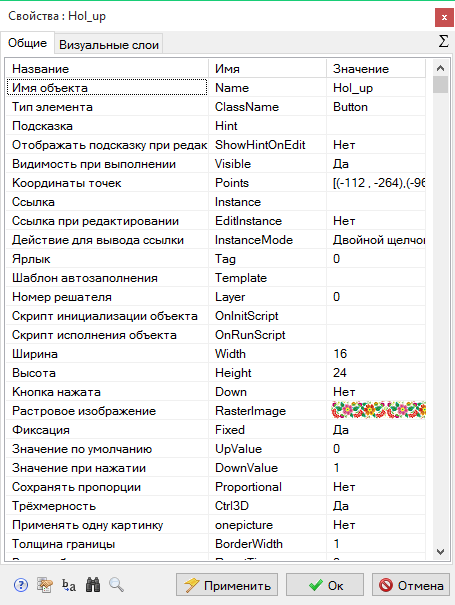 Свойства : Hol_up
x
Общие Визуальные слои Σ
Название Имя Значение
Имя объекта Name Hol_up
Тип элемента ClassName Button
Подсказка Hint
Отображать подсказку при редак ShowHintOnEdit Нет
Видимость при выполнении Visible Да
Координаты точек Points [(-112 , -264),(-96
Ссылка Instance
Ссылка при редактировании EditInstance Нет
Действие для вывода ссылки InstanceMode Двойной щелчо
Ярлык Tag 0
Шаблон автозаполнения Template
Номер решателя Layer 0
Скрипт инициализации объекта OnInitScript
Скрипт исполнения объекта OnRunScript
Ширина Width 16
Высота Height 24
Кнопка нажата Down Нет
Растровое изображение RasterImage
Фиксация Fixed Да
Значение по умолчанию UpValue 0
Значение при нажатии DownValue 1
Сохранять пропорции Proportional Нет
Трёхмерность Ctrl3D Да
Применять одну картинку onepicture Нет
Толщина границы BorderWidth 1
? b a Применить Ок Отмена